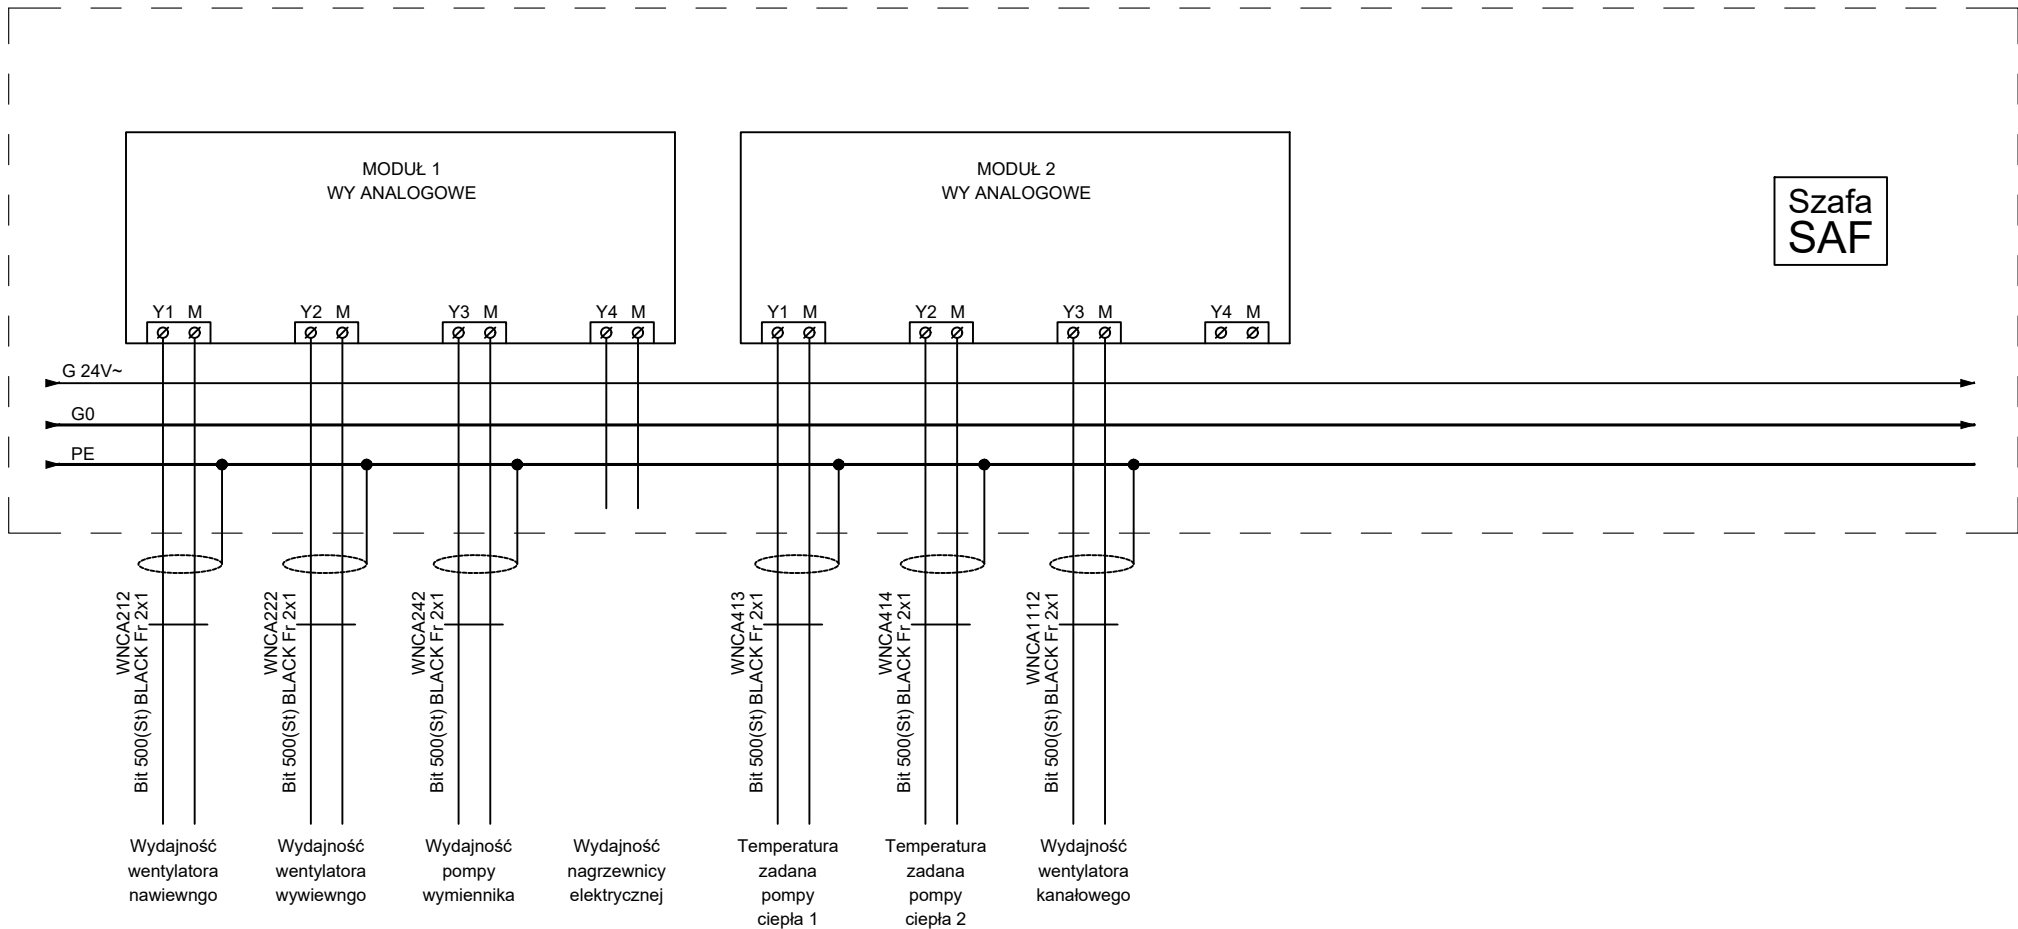 MODUŁ 1
WY ANALOGOWE
MODUŁ 2
WY ANALOGOWE
Szafa
SAF
Y1 M
Y2 M
Y3 M
Y4 M
Y1 M
Y2 M
Y3 M
Y4 M
G 24V~
G0
PE
WNCA212
Bit 500(St) BLACK Fr 2x1
WNCA222
Bit 500(St) BLACK Fr 2x1
WNCA242
Bit 500(St) BLACK Fr 2x1
WNCA413
Bit 500(St) BLACK Fr 2x1
WNCA414
Bit 500(St) BLACK Fr 2x1
WNCA1112
Bit 500(St) BLACK Fr 2x1
Wydajność
wentylatora
nawiewngo
Wydajność
wentylatora
wywiewngo
Wydajność
pompy
wymiennika
Wydajność
nagrzewnicy
elektrycznej
Temperatura
zadana
pompy
ciepła 1
Temperatura
zadana
pompy
ciepła 2
Wydajność
wentylatora
kanałowego